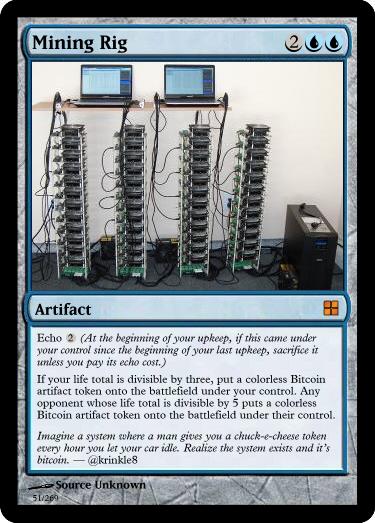 Mining Rig 2
Artifact
Echo 2 (At the beginning of your upkeep, if this came under
your control since the beginning of your last upkeep, sacrifice it
unless you pay its echo cost.)
If your life total is divisible by three, put a colorless Bitcoin
artifact token onto the battlefield under your control. Any
opponent whose life total is divisible by 5 puts a colorless
Bitcoin artifact token onto the battlefield under their control.
Imagine a system where a man gives you a chuck-e-cheese token
every hour you let your car idle. Realize the system exists and it's
bitcoin. — @krinkle8
Source Unknown
51/269